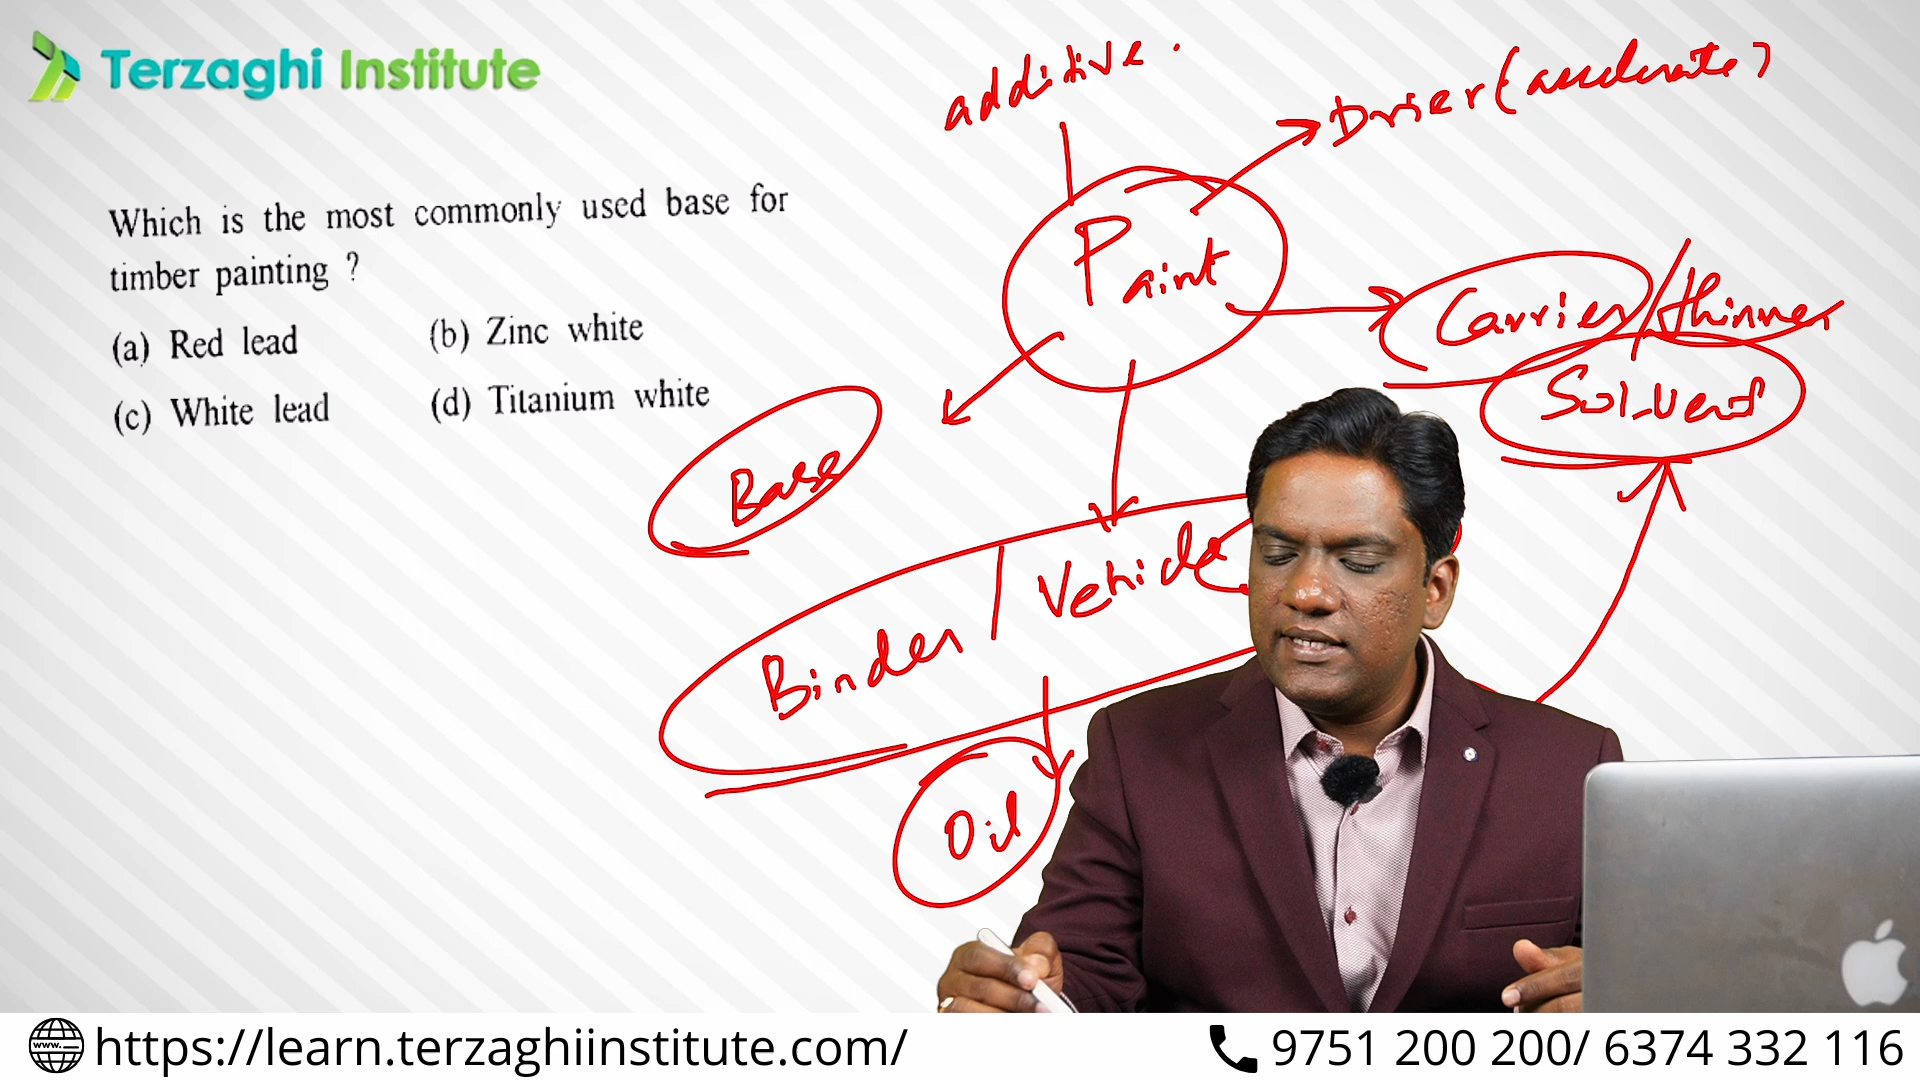 Terzaghi Institute
additive.
Drier (accelerate)
Which is the most commonly used base for
timber painting ?
(a) Red lead (b) Zinc white
(c) White lead (d) Titanium white
Paint
Carrier/thinner
Solvent
Base
Binder / Vehicle
Oil
www.
https://learn.terzaghiinstitute.com/
9751 200 200/ 6374 332 116